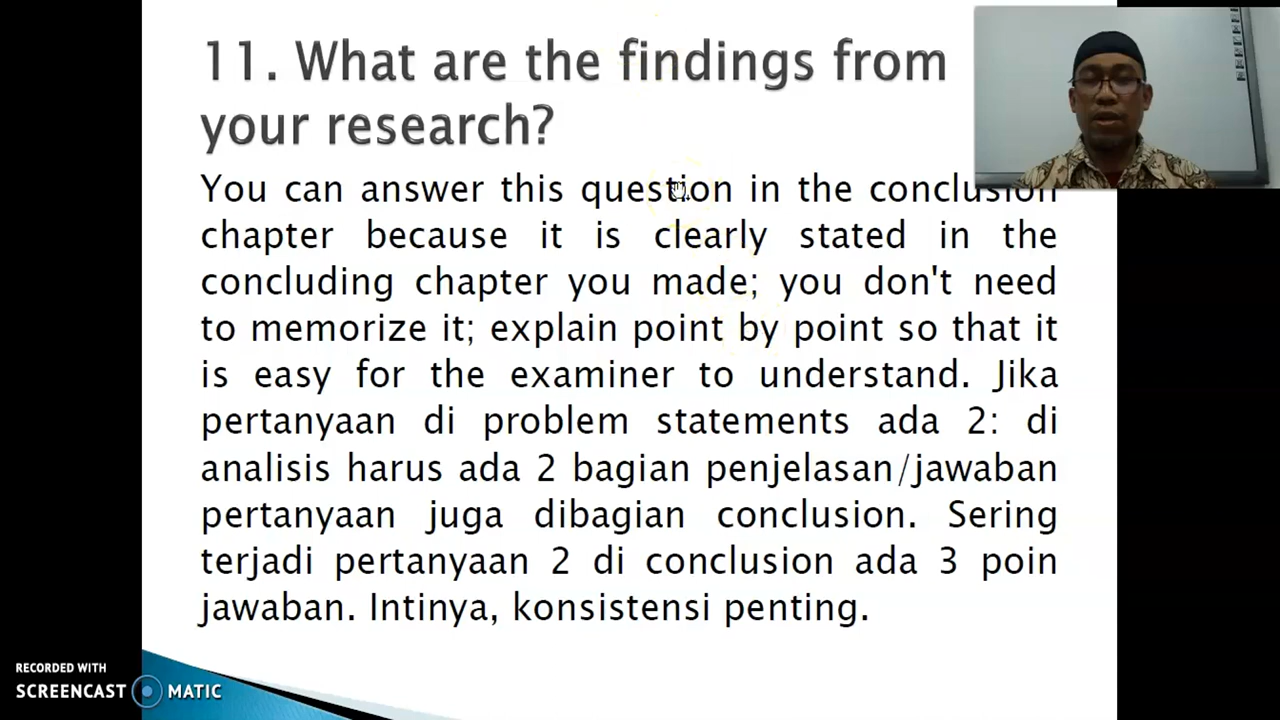 11. What are the findings from
your research?
You can answer this question in the conclusion
chapter because it is clearly stated in the
concluding chapter you made; you don't need
to memorize it; explain point by point so that it
is easy for the examiner to understand. Jika
pertanyaan di problem statements ada 2: di
analisis harus ada 2 bagian penjelasan/jawaban
pertanyaan juga dibagian conclusion. Sering
terjadi pertanyaan 2 di conclusion ada 3 poin
jawaban. Intinya, konsistensi penting.
RECORDED WITH
SCREENCAST MATIC